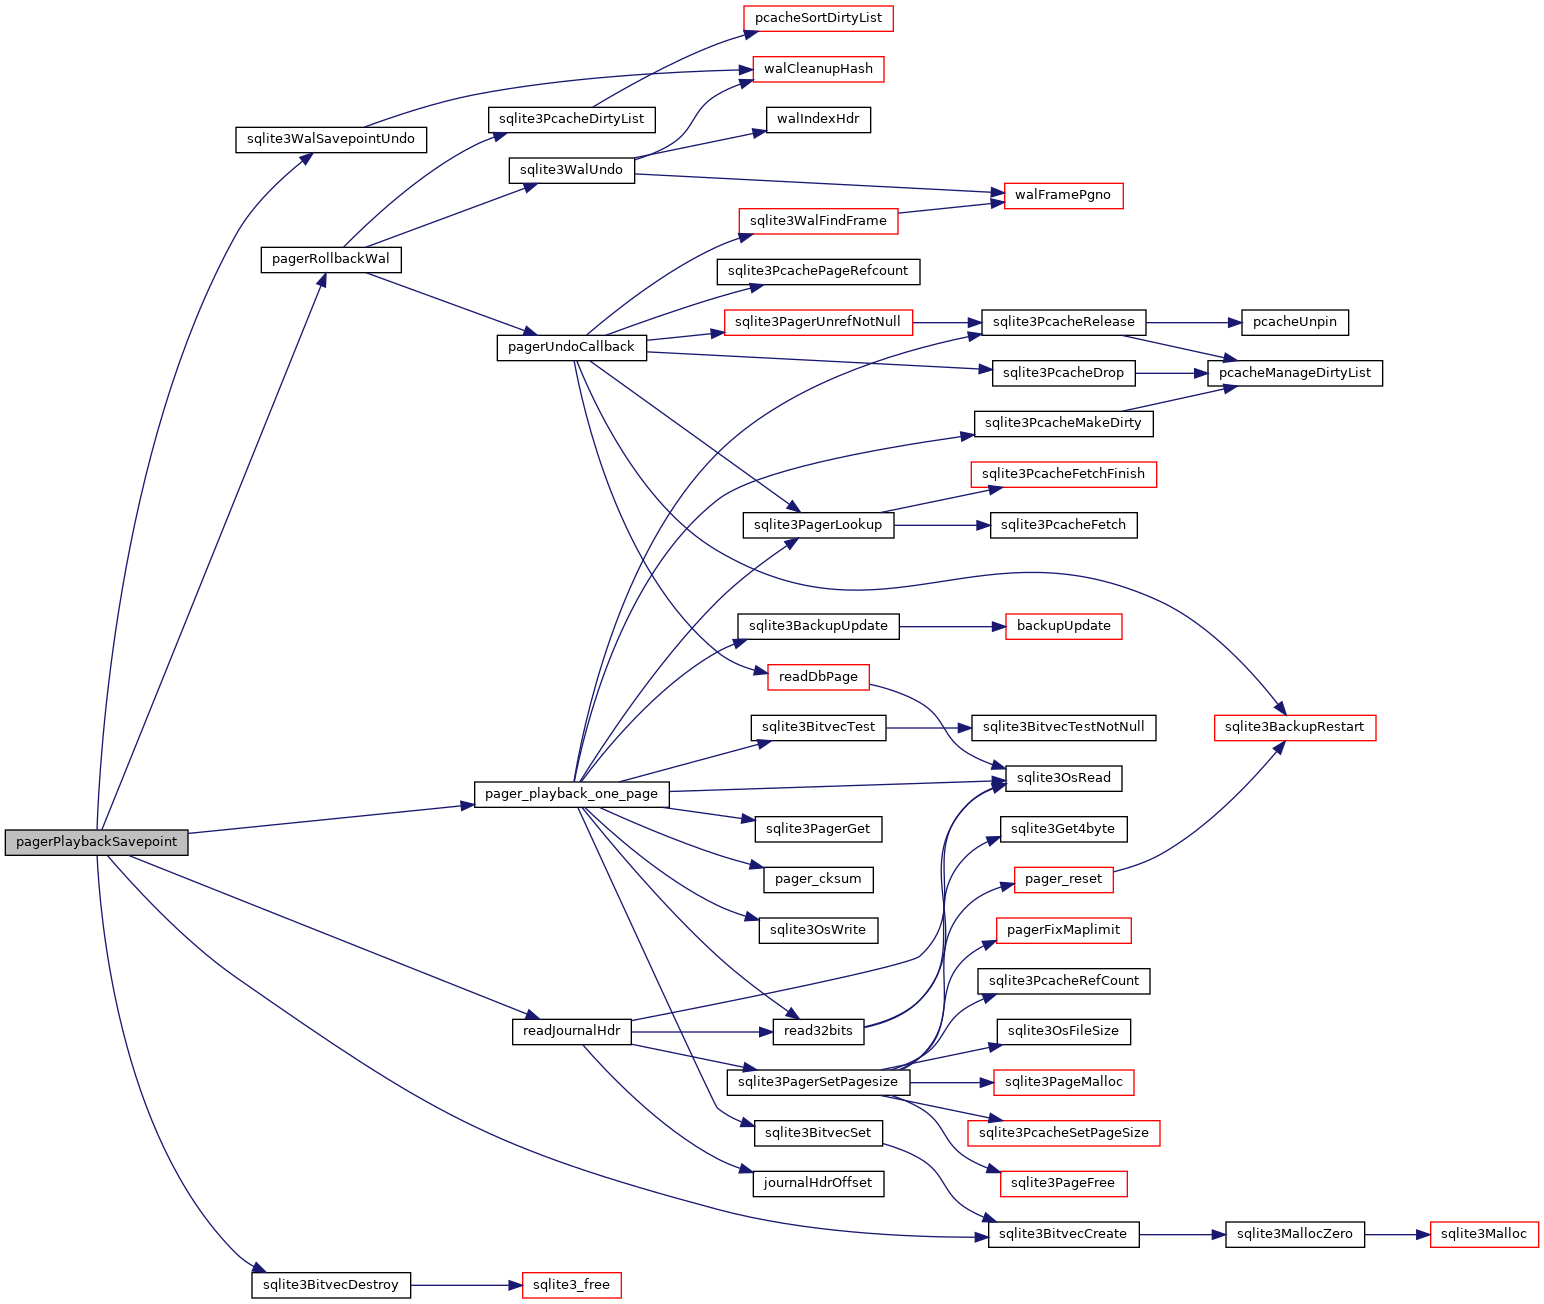 pcacheSortDirtyList
walCleanupHash
sqlite3PcacheDirtyList
walIndexHdr
sqlite3WalSavepointUndo
sqlite3WalUndo
walFramePgno
sqlite3WalFindFrame
pagerRollbackWal
sqlite3PcachePageRefcount
sqlite3PagerUnrefNotNull
sqlite3PcacheRelease
pcacheUnpin
pagerUndoCallback
sqlite3PcacheDrop
pcacheManageDirtyList
sqlite3PcacheMakeDirty
sqlite3PcacheFetchFinish
sqlite3PagerLookup
sqlite3PcacheFetch
sqlite3BackupUpdate
backupUpdate
readDbPage
sqlite3BitvecTest
sqlite3BitvecTestNotNull
sqlite3BackupRestart
sqlite3OsRead
pager_playback_one_page
sqlite3PagerGet
sqlite3Get4byte
pagerPlaybackSavepoint
pager_cksum
pager_reset
sqlite3OsWrite
pagerFixMaplimit
sqlite3PcacheRefCount
readJournalHdr
read32bits
sqlite3OsFileSize
sqlite3PagerSetPagesize
sqlite3PageMalloc
sqlite3BitvecSet
sqlite3PcacheSetPageSize
journalHdrOffset
sqlite3PageFree
sqlite3BitvecCreate
sqlite3MallocZero
sqlite3Malloc
sqlite3BitvecDestroy
sqlite3_free